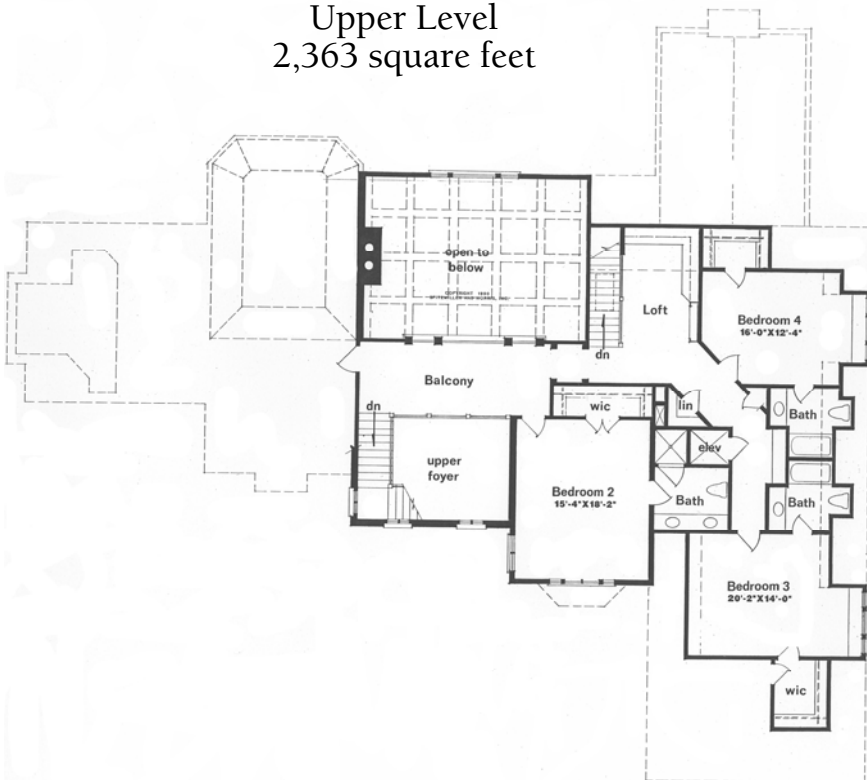 Upper Level
2,363 square feet
open to
below
Loft
Bedroom 4
16'-0"X12'-4"
dn
Balcony
dn
wic
lin
Bath
elev
upper
foyer
Bedroom 2
15'-4"X18'-2"
Bath
Bath
Bedroom 3
20'-2"X14'-0"
wic